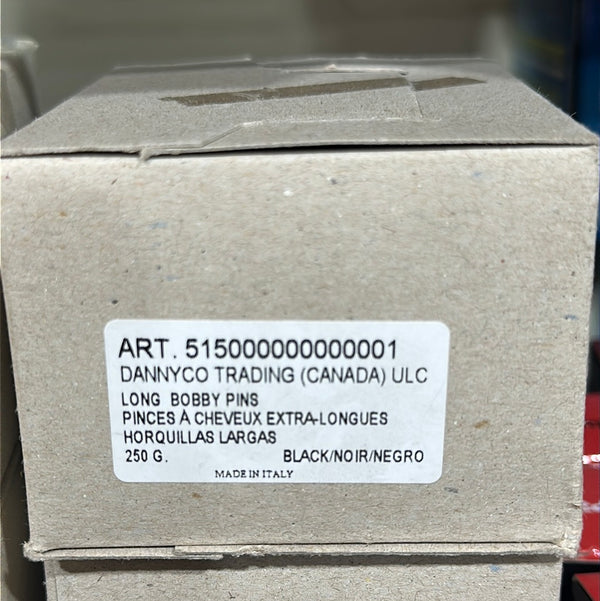 ART. 515000000000001
DANNYCO TRADING (CANADA) ULC
LONG BOBBY PINS
PINCES À CHEVEUX EXTRA-LONGUES
HORQUILLAS LARGAS
250 G. BLACK/NOIR/NEGRO
MADE IN ITALY